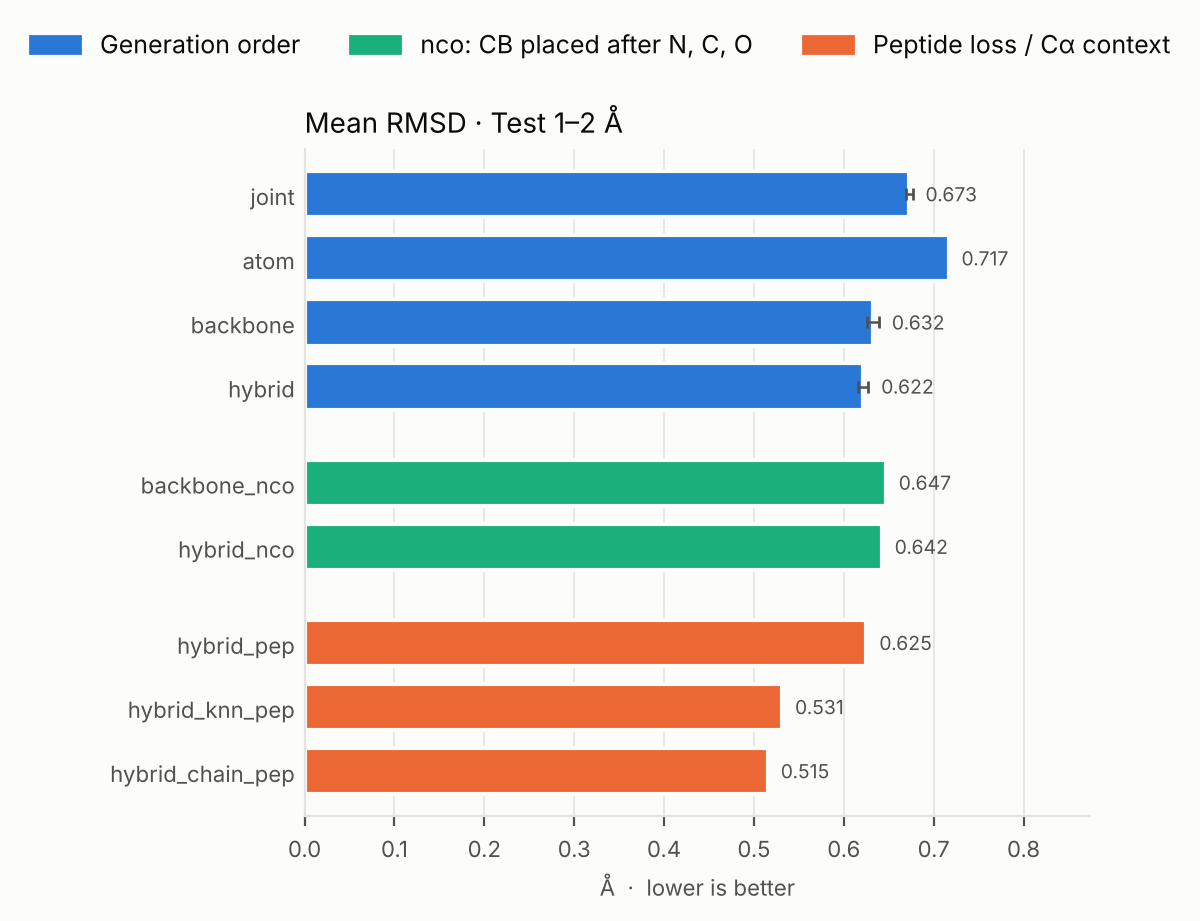 Generation order nco: CB placed after N, C, O Peptide loss / Cα context
Mean RMSD · Test 1–2 Å
joint 0.673
atom 0.717
backbone 0.632
hybrid 0.622
backbone_nco 0.647
hybrid_nco 0.642
hybrid_pep 0.625
hybrid_knn_pep 0.531
hybrid_chain_pep 0.515
0.0 0.1 0.2 0.3 0.4 0.5 0.6 0.7 0.8
Å · lower is better